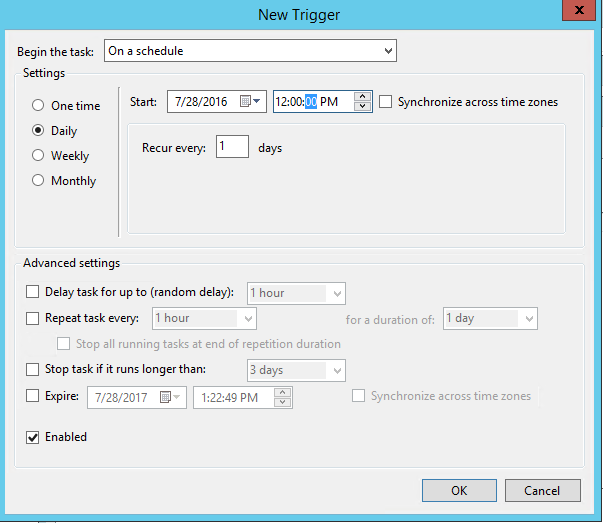 New Trigger
x
Begin the task: On a schedule
Settings
One time
Daily
Weekly
Monthly
Start: 7/28/2016 12:00:00 PM Synchronize across time zones
Recur every: 1 days
Advanced settings
Delay task for up to (random delay): 1 hour
Repeat task every: 1 hour for a duration of: 1 day
Stop all running tasks at end of repetition duration
Stop task if it runs longer than: 3 days
Expire: 7/28/2017 1:22:49 PM Synchronize across time zones
Enabled
OK Cancel